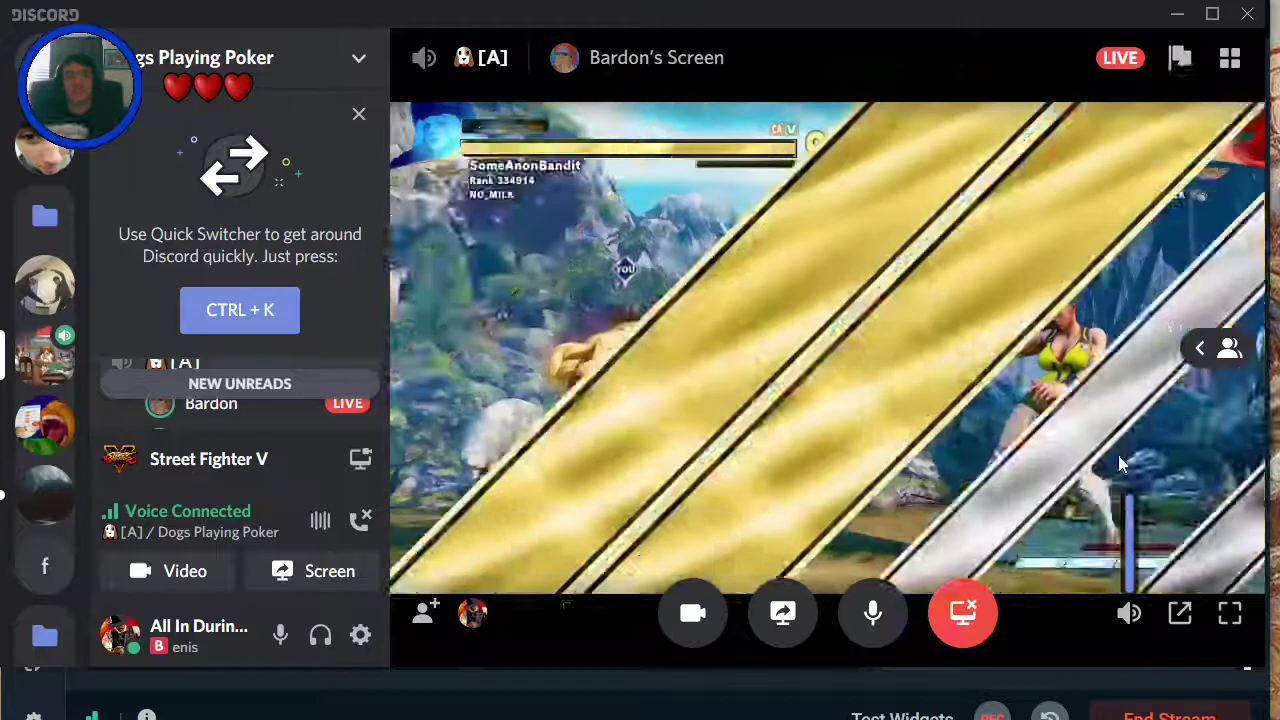 DISCORD
gs Playing Poker
[A]
Bardon's Screen
LIVE
Use Quick Switcher to get around
Discord quickly. Just press:
CTRL + K
[A]
NEW UNREADS
Bardon
LIVE
Street Fighter V
Voice Connected
[A] / Dogs Playing Poker
Video
Screen
All In Durin...
B enis
f
CA V
SomeAnonBandit
Rank 334914
NO_MILK
YOU
Test Widgets
REC
End Stream